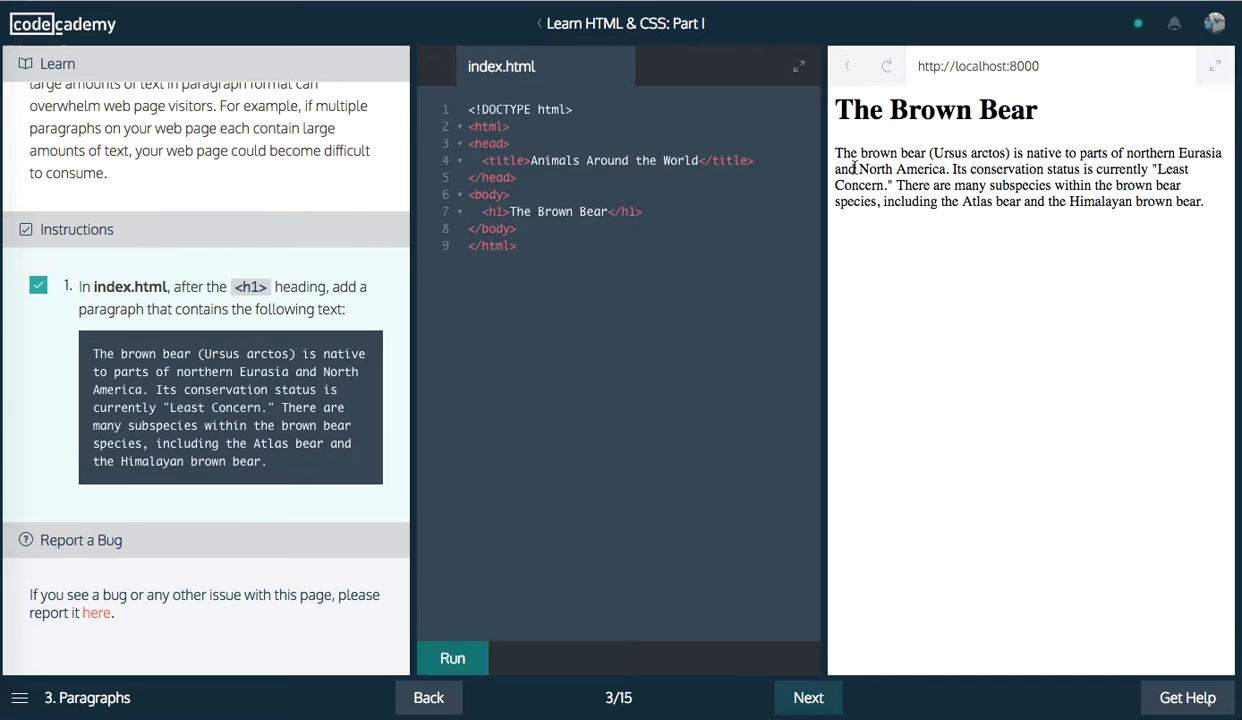 codecademy
Learn HTML & CSS: Part I
Learn
large amounts of text in paragraph format can
overwhelm web page visitors. For example, if multiple
paragraphs on your web page each contain large
amounts of text, your web page could become difficult
to consume.
Instructions
1. In index.html, after the <h1> heading, add a
paragraph that contains the following text:
The brown bear (Ursus arctos) is native
to parts of northern Eurasia and North
America. Its conservation status is
currently "Least Concern." There are
many subspecies within the brown bear
species, including the Atlas bear and
the Himalayan brown bear.
Report a Bug
If you see a bug or any other issue with this page, please
report it here.
index.html
1 <!DOCTYPE html>
2 <html>
3 <head>
4 <title>Animals Around the World</title>
5 </head>
6 <body>
7 <h1>The Brown Bear</h1>
8 </body>
9 </html>
Run
http://localhost:8000
The Brown Bear
The brown bear (Ursus arctos) is native to parts of northern Eurasia
and North America. Its conservation status is currently "Least
Concern." There are many subspecies within the brown bear
species, including the Atlas bear and the Himalayan brown bear.
3. Paragraphs
Back
3/15
Next
Get Help